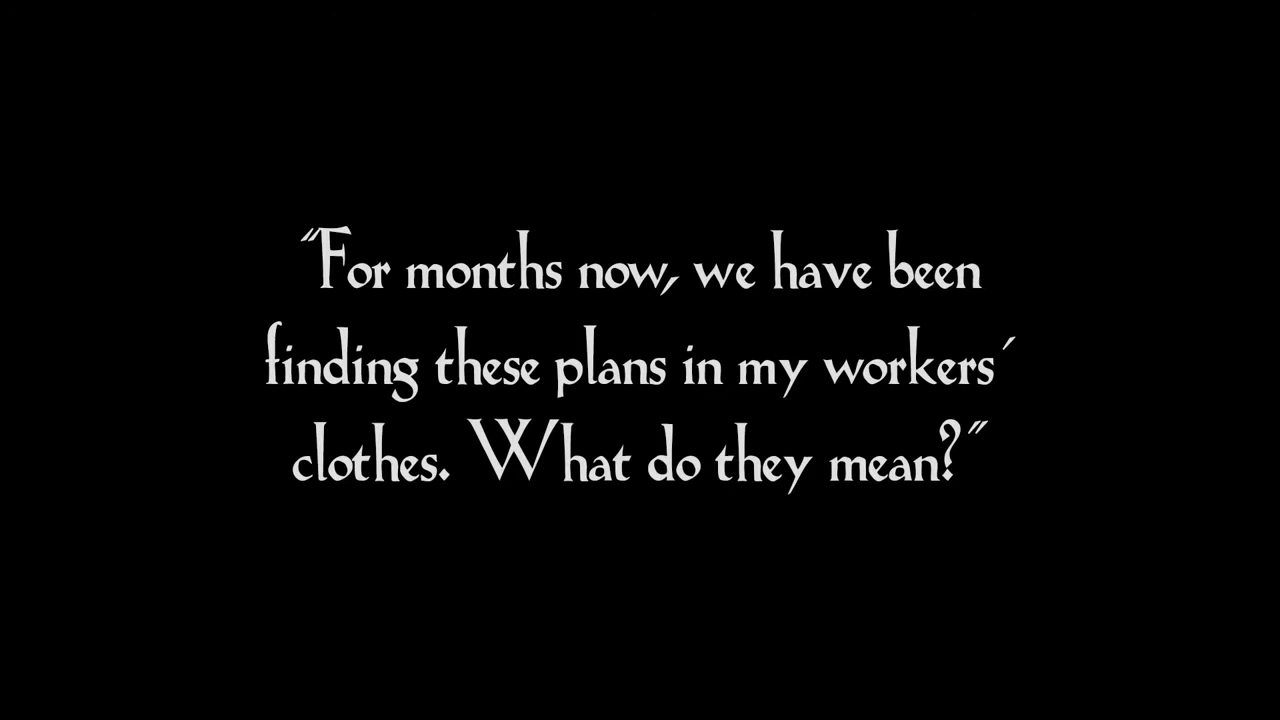 "For months now, we have been
finding these plans in my workers'
clothes. What do they mean?"